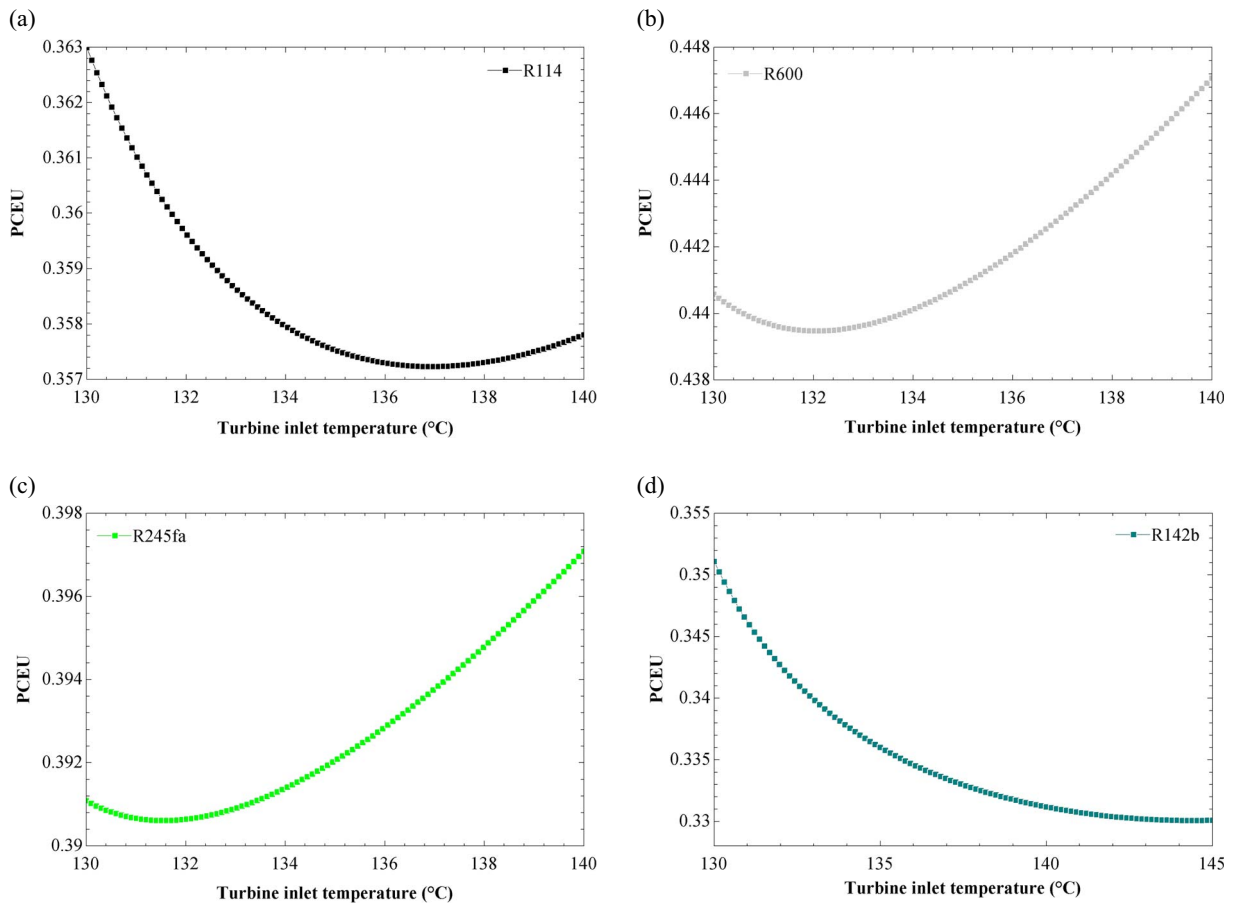 (a)
0.363
0.362
0.361
0.36
0.359
0.358
0.357
PCEU
R114
130 132 134 136 138 140
Turbine inlet temperature (°C)
(b)
0.448
0.446
0.444
0.442
0.44
0.438
PCEU
R600
130 132 134 136 138 140
Turbine inlet temperature (°C)
(c)
0.398
0.396
0.394
0.392
0.39
PCEU
R245fa
130 132 134 136 138 140
Turbine inlet temperature (°C)
(d)
0.355
0.35
0.345
0.34
0.335
0.33
PCEU
R142b
130 135 140 145
Turbine inlet temperature (°C)